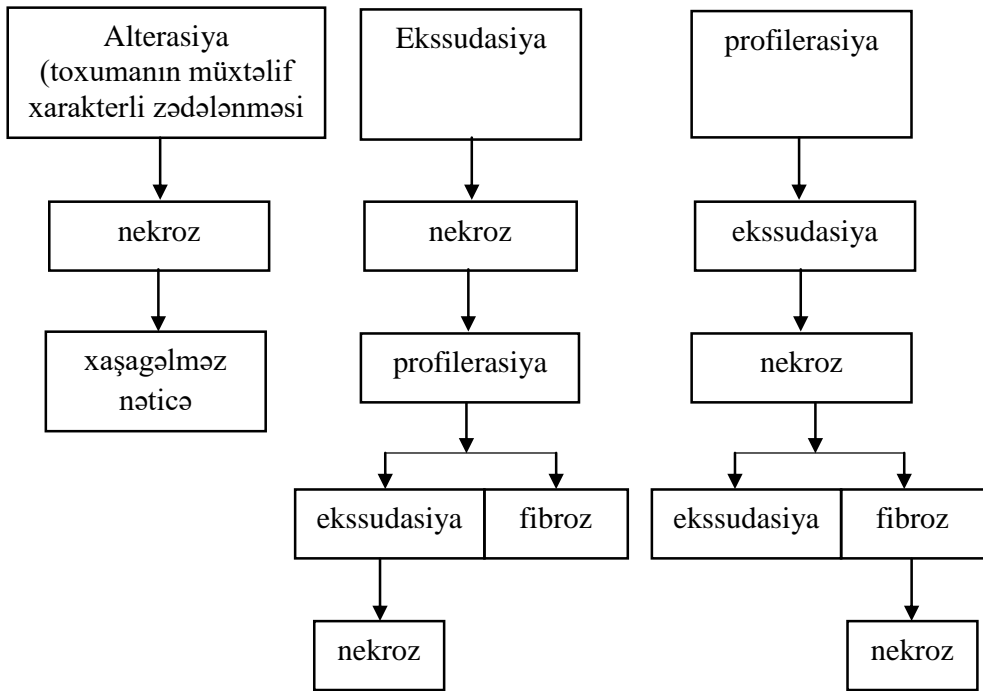 Alterasiya
(toxumanın müxtəlif
xarakterli zədələnməsi
Ekssudasiya
profilerasiya
nekroz
nekroz
ekssudasiya
xaşagəlməz
nəticə
profilerasiya
nekroz
ekssudasiya
fibroz
ekssudasiya
fibroz
nekroz
nekroz